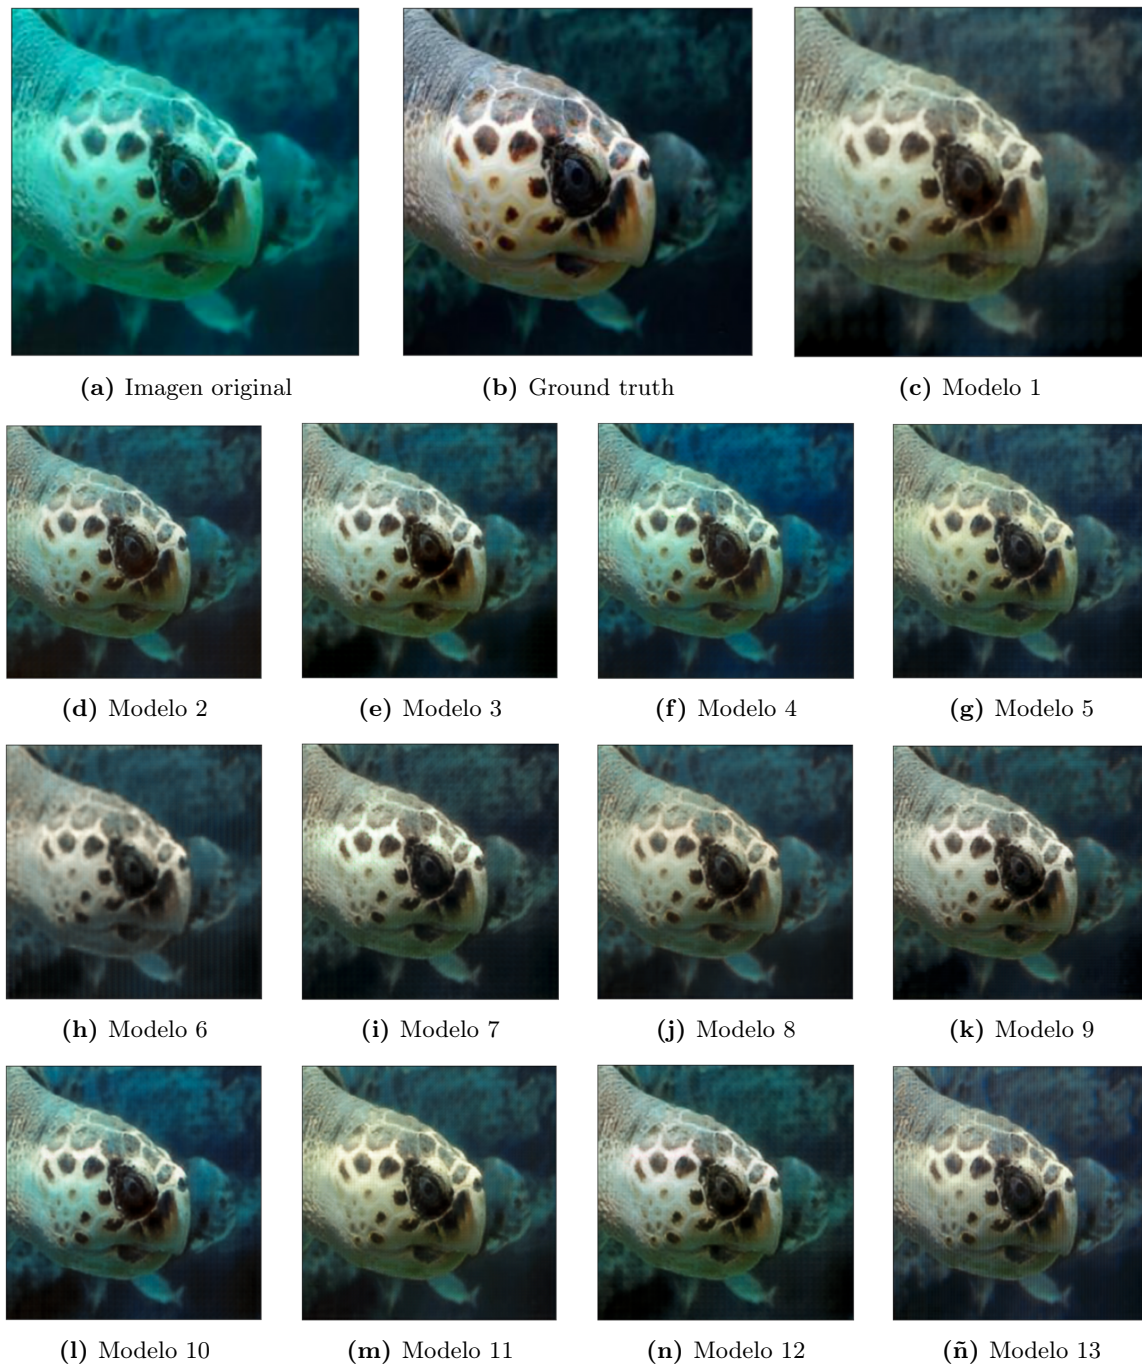 (a) Imagen original
(b) Ground truth
(c) Modelo 1
(d) Modelo 2
(e) Modelo 3
(f) Modelo 4
(g) Modelo 5
(h) Modelo 6
(i) Modelo 7
(j) Modelo 8
(k) Modelo 9
(l) Modelo 10
(m) Modelo 11
(n) Modelo 12
(ñ) Modelo 13